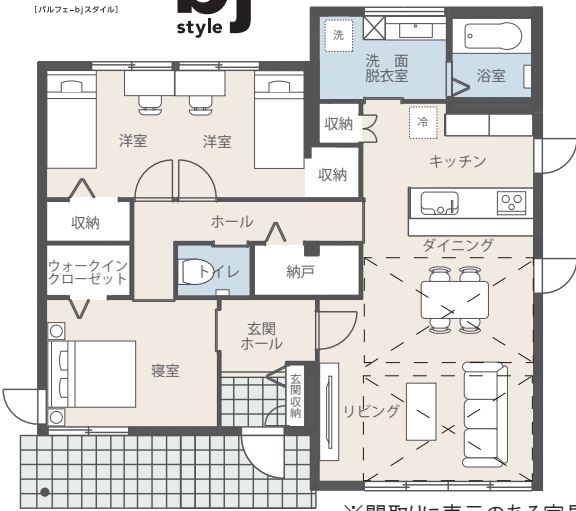 [パルフェ-bjスタイル]
bj
style
洗
洗 面
脱衣室
浴室
収納
冷
洋室
洋室
収納
キッチン
収納
ホール
ダイニング
ウォークイン
クローゼット
トイレ
納戸
玄関
ホール
寝室
玄関収納
リビング